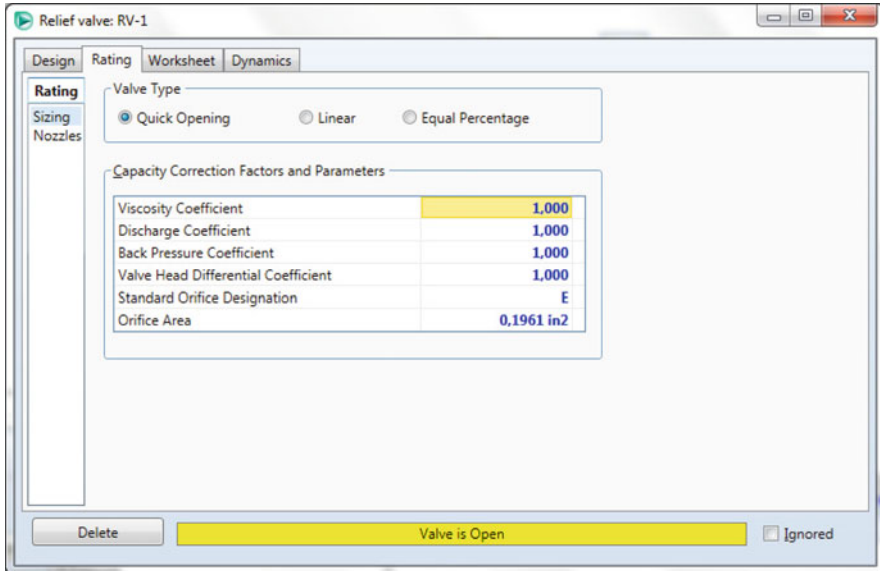 Relief valve: RV-1
Design Rating Worksheet Dynamics
Rating
Sizing
Nozzles
Valve Type
Quick Opening Linear Equal Percentage
Capacity Correction Factors and Parameters
Viscosity Coefficient 1,000
Discharge Coefficient 1,000
Back Pressure Coefficient 1,000
Valve Head Differential Coefficient 1,000
Standard Orifice Designation E
Orifice Area 0,1961 in2
Delete Valve is Open Ignored